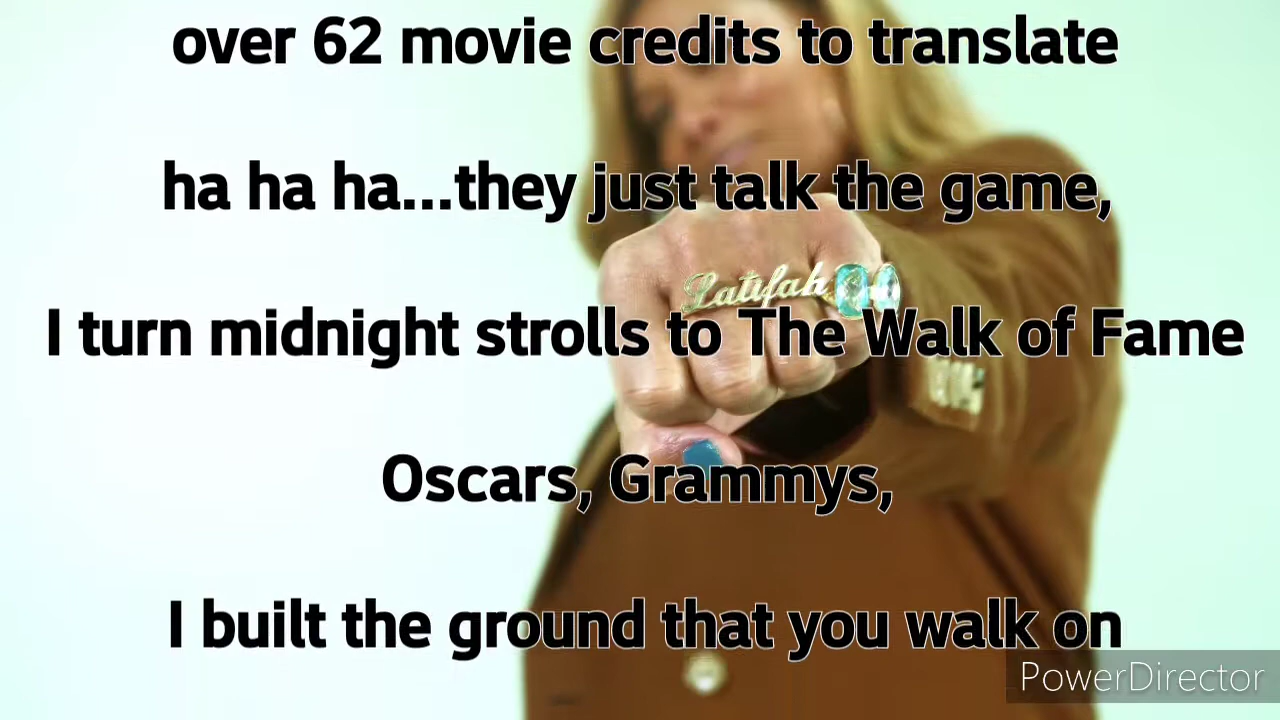 over 62 movie credits to translate
ha ha ha...they just talk the game,
Latifah
I turn midnight strolls to The Walk of Fame
Oscars, Grammys,
I built the ground that you walk on
PowerDirector